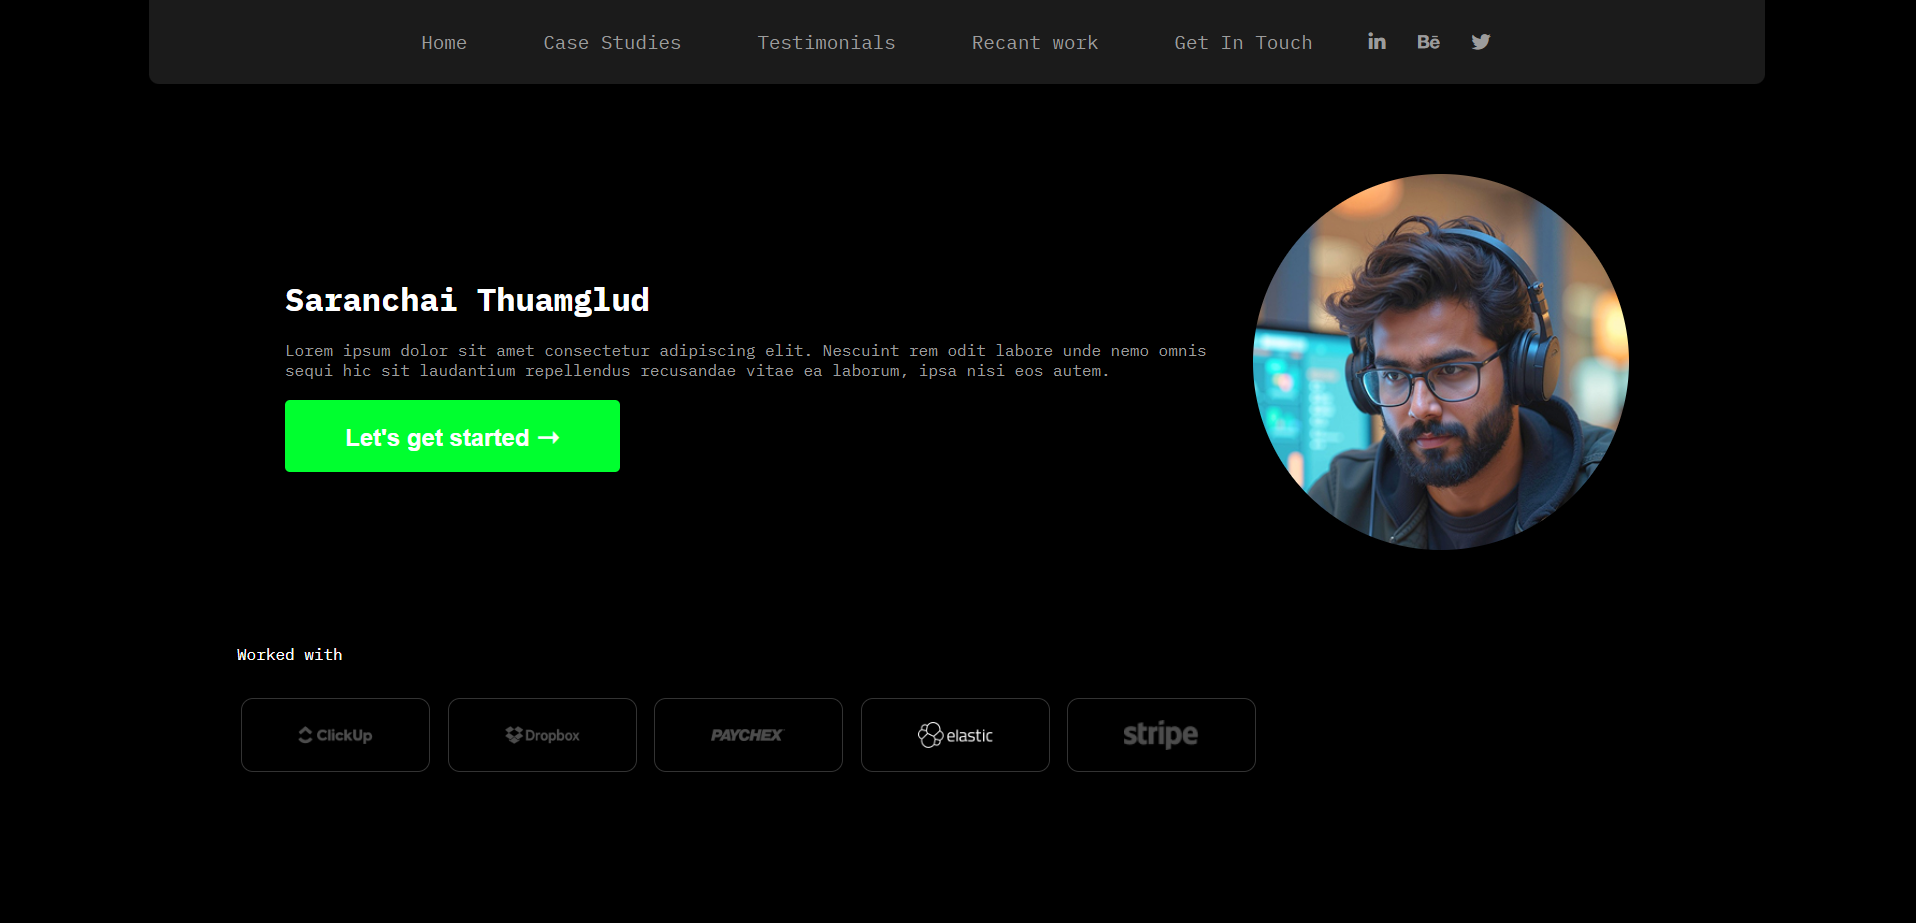 Home Case Studies Testimonials Recant work Get In Touch in Bē
Saranchai Thuamglud
Lorem ipsum dolor sit amet consectetur adipiscing elit. Nescuint rem odit labore unde nemo omnis
sequi hic sit laudantium repellendus recusandae vitae ea laborum, ipsa nisi eos autem.
Let's get started →
Worked with
ClickUp Dropbox PAYCHEX elastic stripe